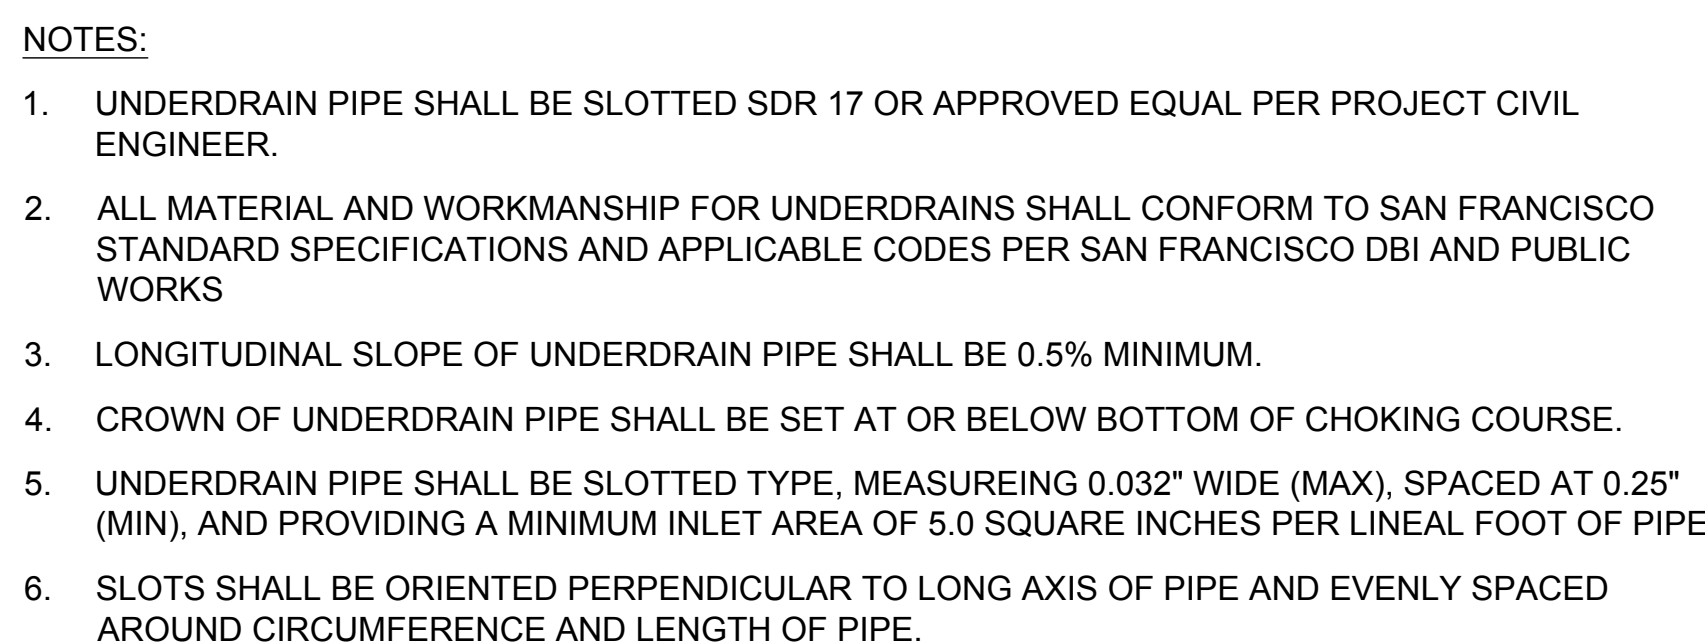 NOTES:
1. UNDERDRAIN PIPE SHALL BE SLOTTED SDR 17 OR APPROVED EQUAL PER PROJECT CIVIL
ENGINEER.
2. ALL MATERIAL AND WORKMANSHIP FOR UNDERDRAINS SHALL CONFORM TO SAN FRANCISCO
STANDARD SPECIFICATIONS AND APPLICABLE CODES PER SAN FRANCISCO DBI AND PUBLIC
WORKS
3. LONGITUDINAL SLOPE OF UNDERDRAIN PIPE SHALL BE 0.5% MINIMUM.
4. CROWN OF UNDERDRAIN PIPE SHALL BE SET AT OR BELOW BOTTOM OF CHOKING COURSE.
5. UNDERDRAIN PIPE SHALL BE SLOTTED TYPE, MEASUREING 0.032" WIDE (MAX), SPACED AT 0.25"
(MIN), AND PROVIDING A MINIMUM INLET AREA OF 5.0 SQUARE INCHES PER LINEAL FOOT OF PIPE
6. SLOTS SHALL BE ORIENTED PERPENDICULAR TO LONG AXIS OF PIPE AND EVENLY SPACED
AROUND CIRCUMFERENCE AND LENGTH OF PIPE.